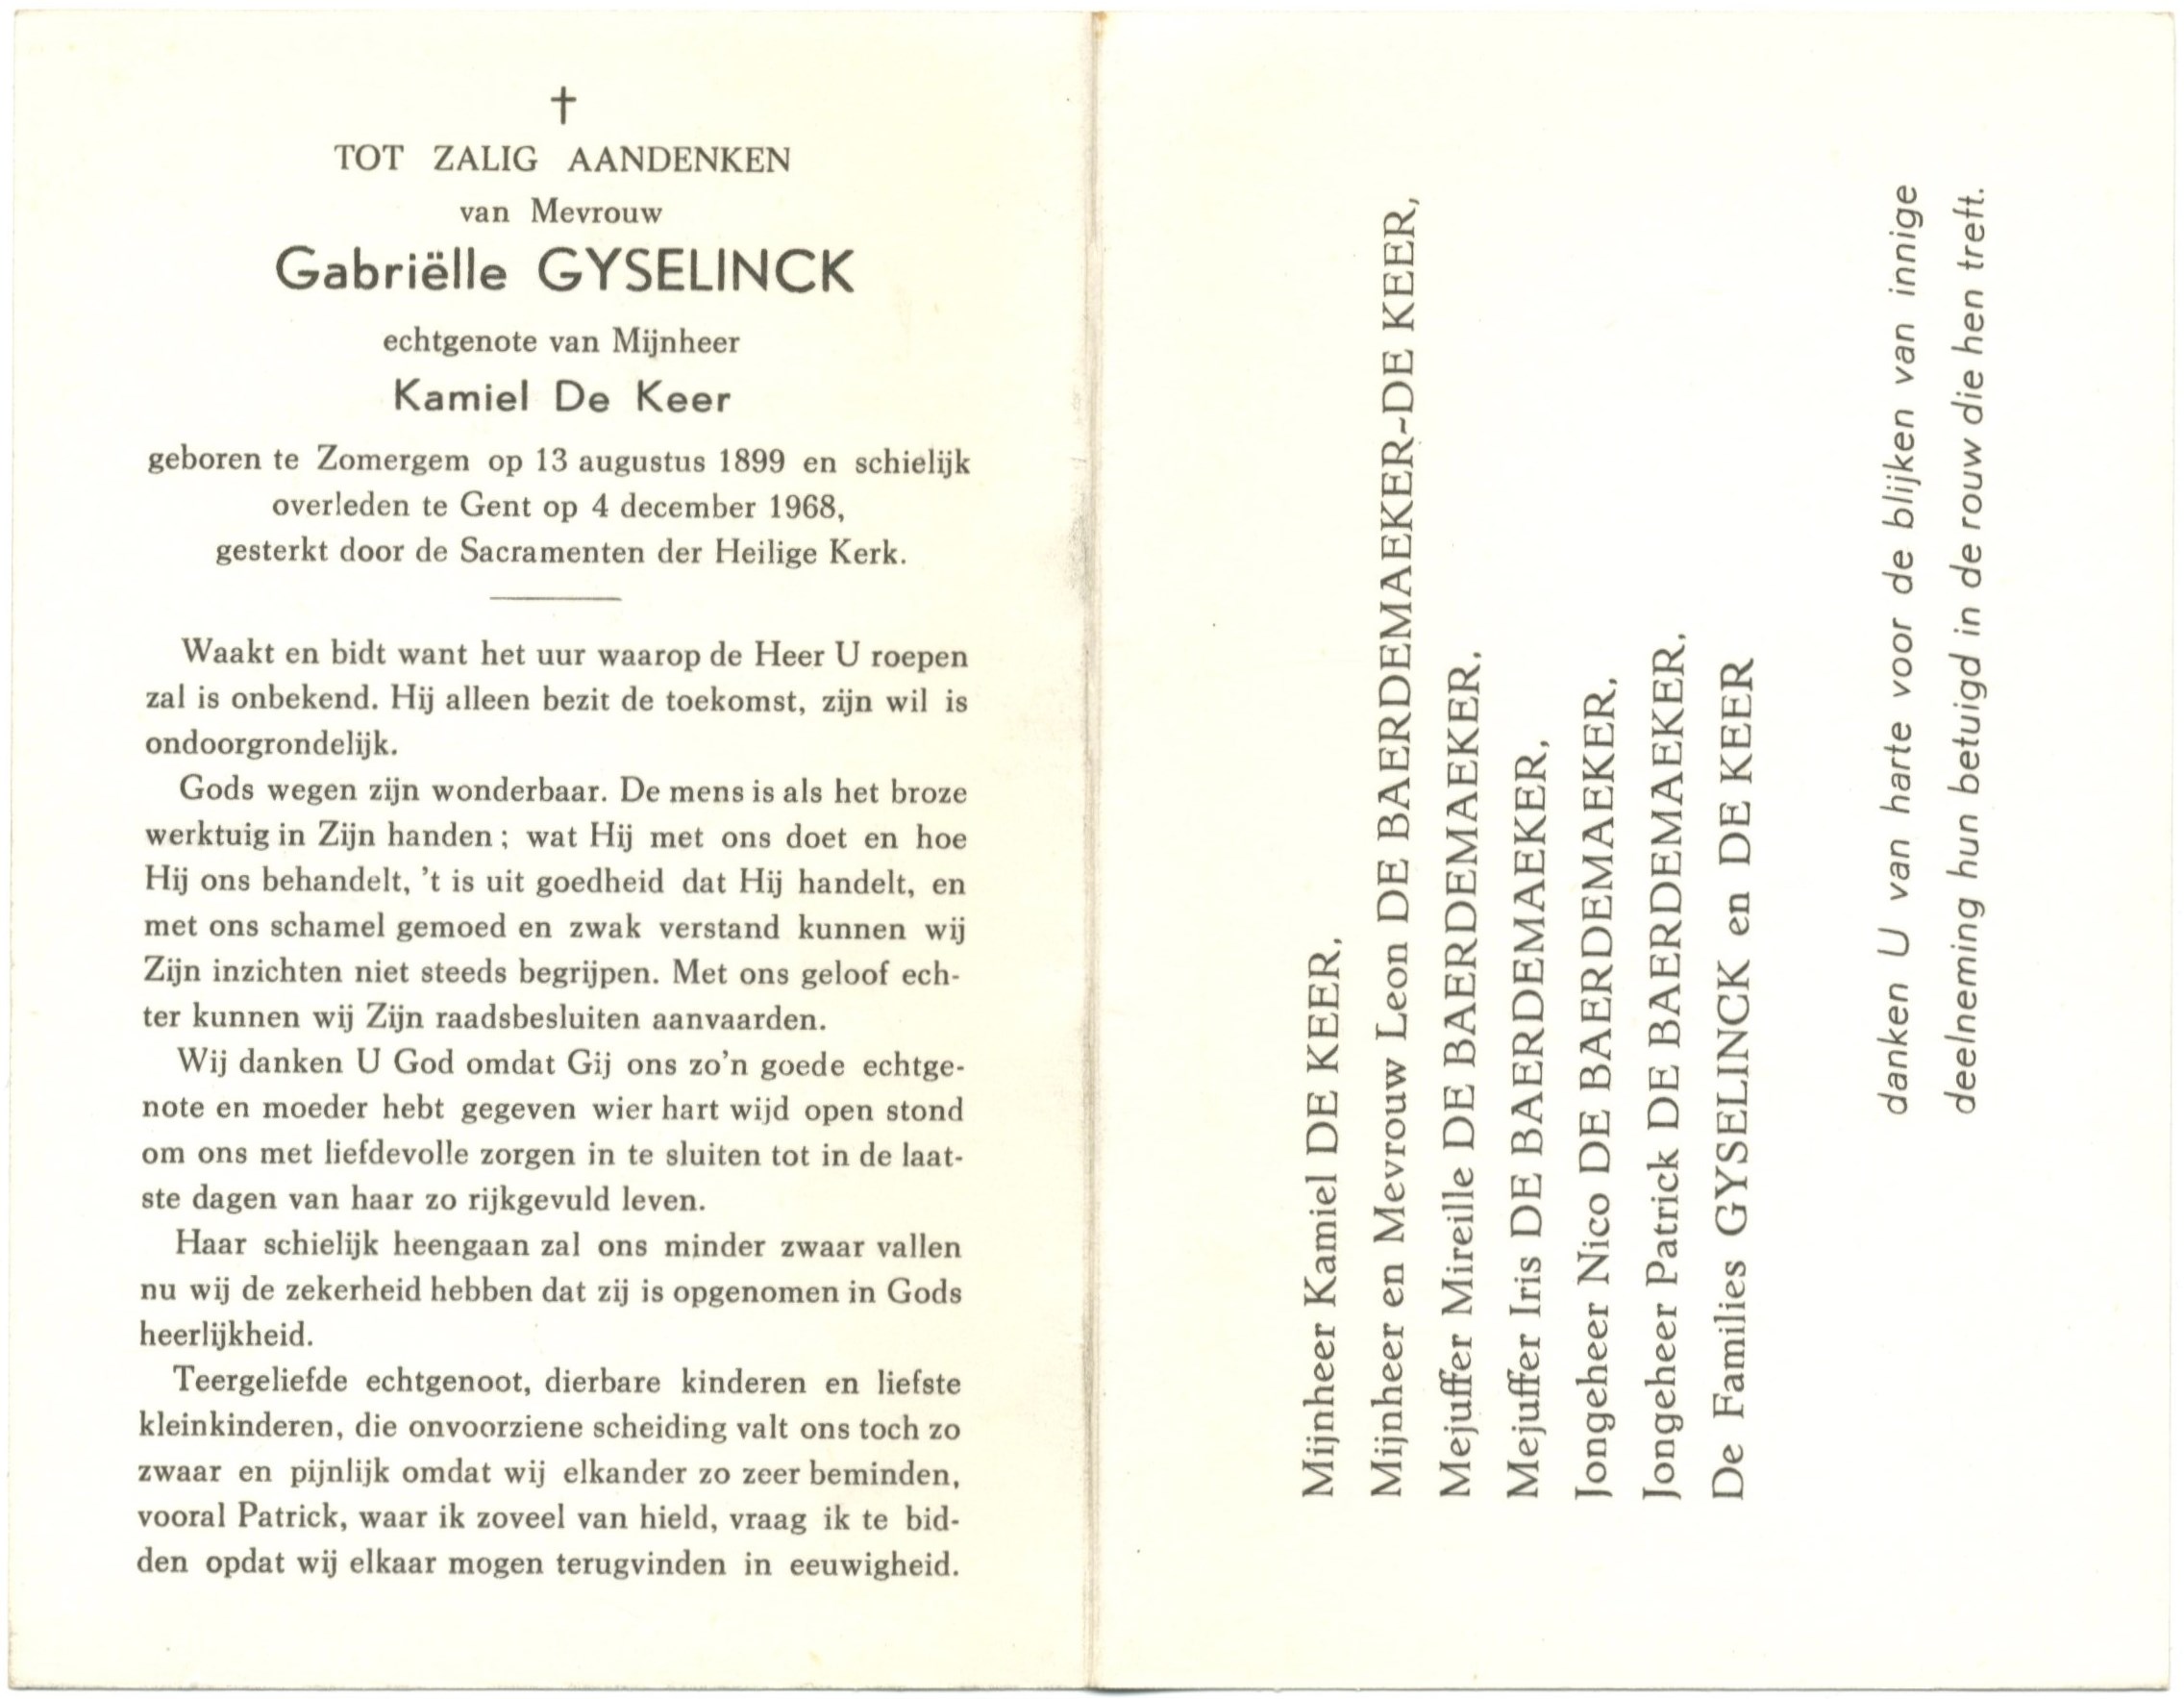 †
TOT ZALIG AANDENKEN
van Mevrouw
Gabriëlle GYSELINCK
echtgenote van Mijnheer
Kamiel De Keer
geboren te Zomergem op 13 augustus 1899 en schielijk
overleden te Gent op 4 december 1968,
gesterkt door de Sacramenten der Heilige Kerk.
Waakt en bidt want het uur waarop de Heer U roepen
zal is onbekend. Hij alleen bezit de toekomst, zijn wil is
ondoorgrondelijk.
Gods wegen zijn wonderbaar. De mens is als het broze
werktuig in Zijn handen ; wat Hij met ons doet en hoe
Hij ons behandelt, 't is uit goedheid dat Hij handelt, en
met ons schamel gemoed en zwak verstand kunnen wij
Zijn inzichten niet steeds begrijpen. Met ons geloof ech-
ter kunnen wij Zijn raadsbesluiten aanvaarden.
Wij danken U God omdat Gij ons zo'n goede echtge-
note en moeder hebt gegeven wier hart wijd open stond
om ons met liefdevolle zorgen in te sluiten tot in de laat-
ste dagen van haar zo rijkgevuld leven.
Haar schielijk heengaan zal ons minder zwaar vallen
nu wij de zekerheid hebben dat zij is opgenomen in Gods
heerlijkheid.
Teergeliefde echtgenoot, dierbare kinderen en liefste
kleinkinderen, die onvoorziene scheiding valt ons toch zo
zwaar en pijnlijk omdat wij elkander zo zeer beminden,
vooral Patrick, waar ik zoveel van hield, vraag ik te bid-
den opdat wij elkaar mogen terugvinden in eeuwigheid.
Mijnheer Kamiel DE KEER,
Mijnheer en Mevrouw Leon DE BAERDEMAEKER-DE KEER,
Mejuffer Mireille DE BAERDEMAEKER,
Mejuffer Iris DE BAERDEMAEKER,
Jongeheer Nico DE BAERDEMAEKER,
Jongeheer Patrick DE BAERDEMAEKER,
De Families GYSELINCK en DE KEER
danken U van harte voor de blijken van innige
deelneming hun betuigd in de rouw die hen treft.